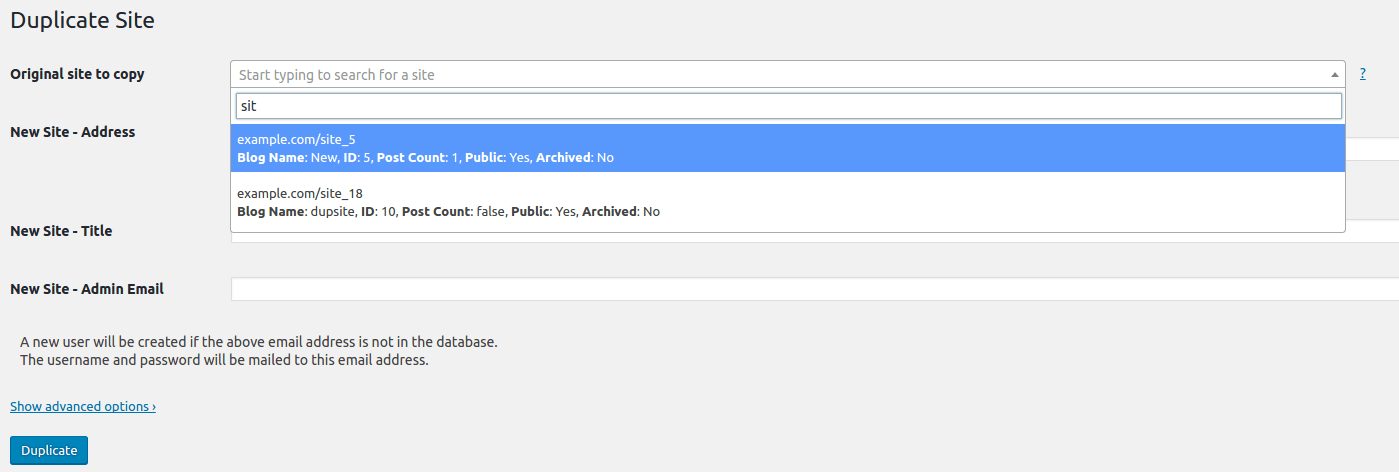 Duplicate Site
Original site to copy
Start typing to search for a site
?
sit
example.com/site_5
Blog Name: New, ID: 5, Post Count: 1, Public: Yes, Archived: No
example.com/site_18
Blog Name: dupsite, ID: 10, Post Count: false, Public: Yes, Archived: No
New Site - Address
New Site - Title
New Site - Admin Email
A new user will be created if the above email address is not in the database.
The username and password will be mailed to this email address.
Show advanced options ›
Duplicate